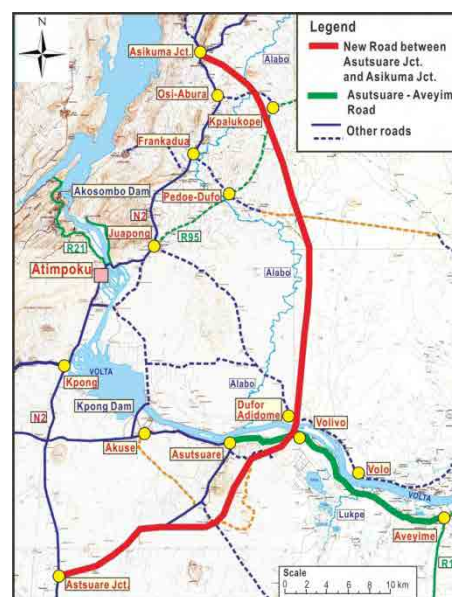 N
Legend
New Road between
Asutsuare Jct.
and Asikuma Jct.
Asutsuare - Aveyime
Road
Other roads
Asikuma Jct.
Alabo
Osi-Abura
Kpalukope
Frankadua
Akosombo Dam
Pedoe-Dufo
N2
Juapong
R95
R21
Alabo
Atimpoku
VOLTA
Kpong
Alabo
Kpong Dam
Dufor
Adidome
Volivo
N2
Akuse
Asutsuare
Volo
VOLTA
Lukpe
Aveyime
R1
Astsuare Jct.
Scale
0 2 4 6 8 10 km